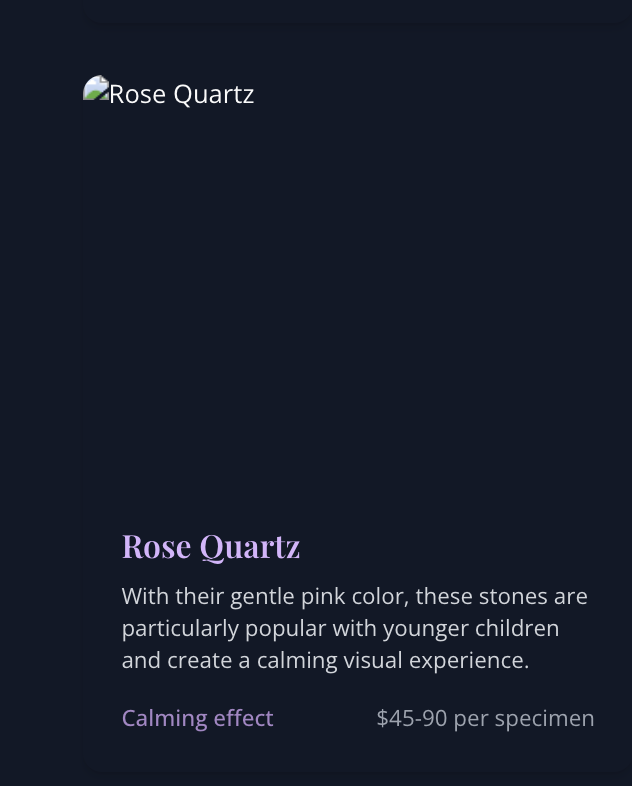 Rose Quartz
Rose Quartz
With their gentle pink color, these stones are
particularly popular with younger children
and create a calming visual experience.
Calming effect
$45-90 per specimen